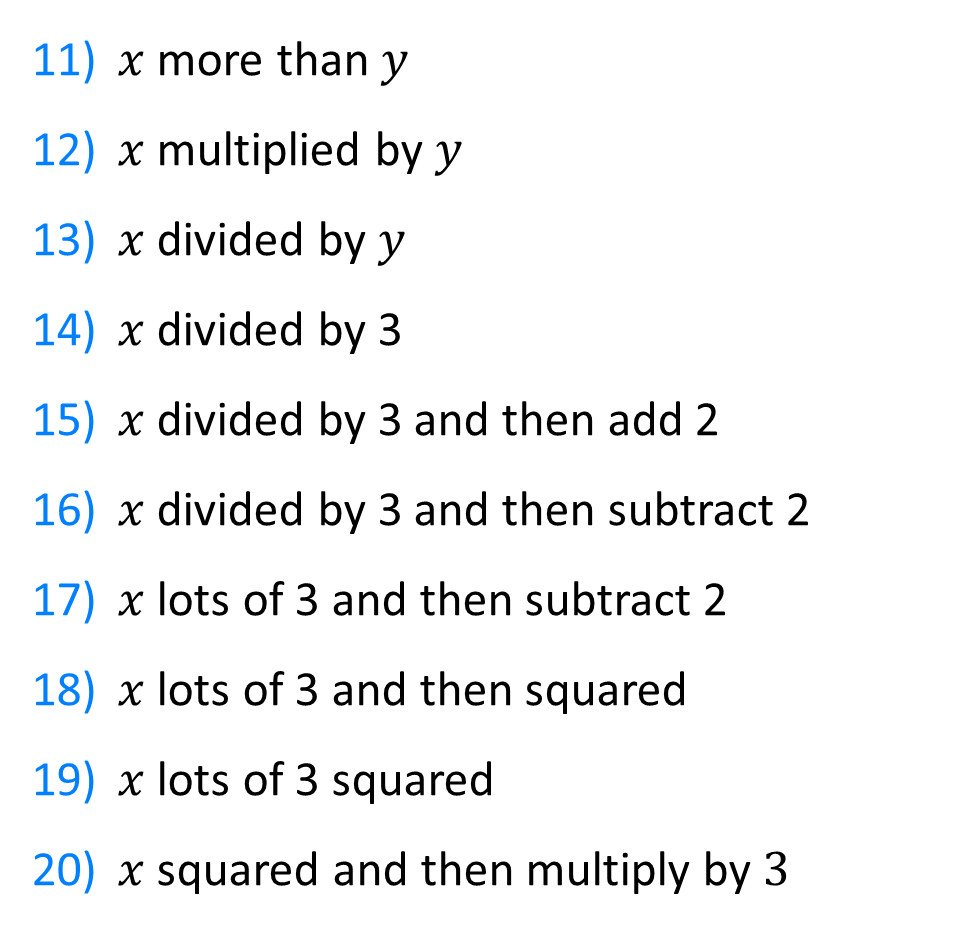 11) x more than y
12) x multiplied by y
13) x divided by y
14) x divided by 3
15) x divided by 3 and then add 2
16) x divided by 3 and then subtract 2
17) x lots of 3 and then subtract 2
18) x lots of 3 and then squared
19) x lots of 3 squared
20) x squared and then multiply by 3